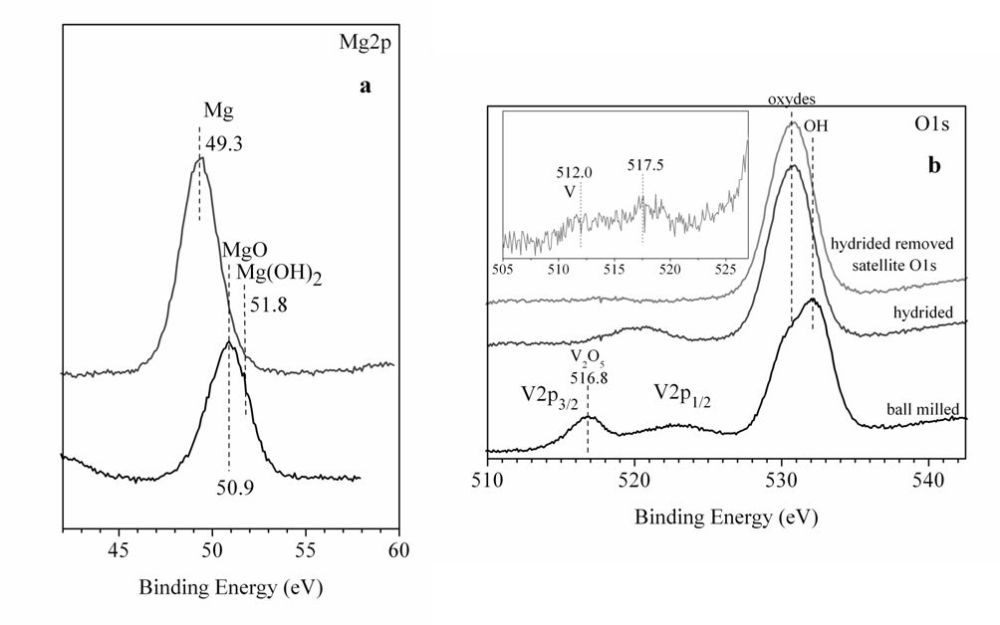 Mg2p
a
Mg
49.3
MgO
Mg(OH)2
51.8
50.9
45 50 55 60
Binding Energy (eV)
oxydes
OH
O1s
b
512.0
V
517.5
505 510 515 520 525
hydrided removed
satellite O1s
hydrided
V2O5
516.8
V2p3/2
V2p1/2
ball milled
510 520 530 540
Binding Energy (eV)